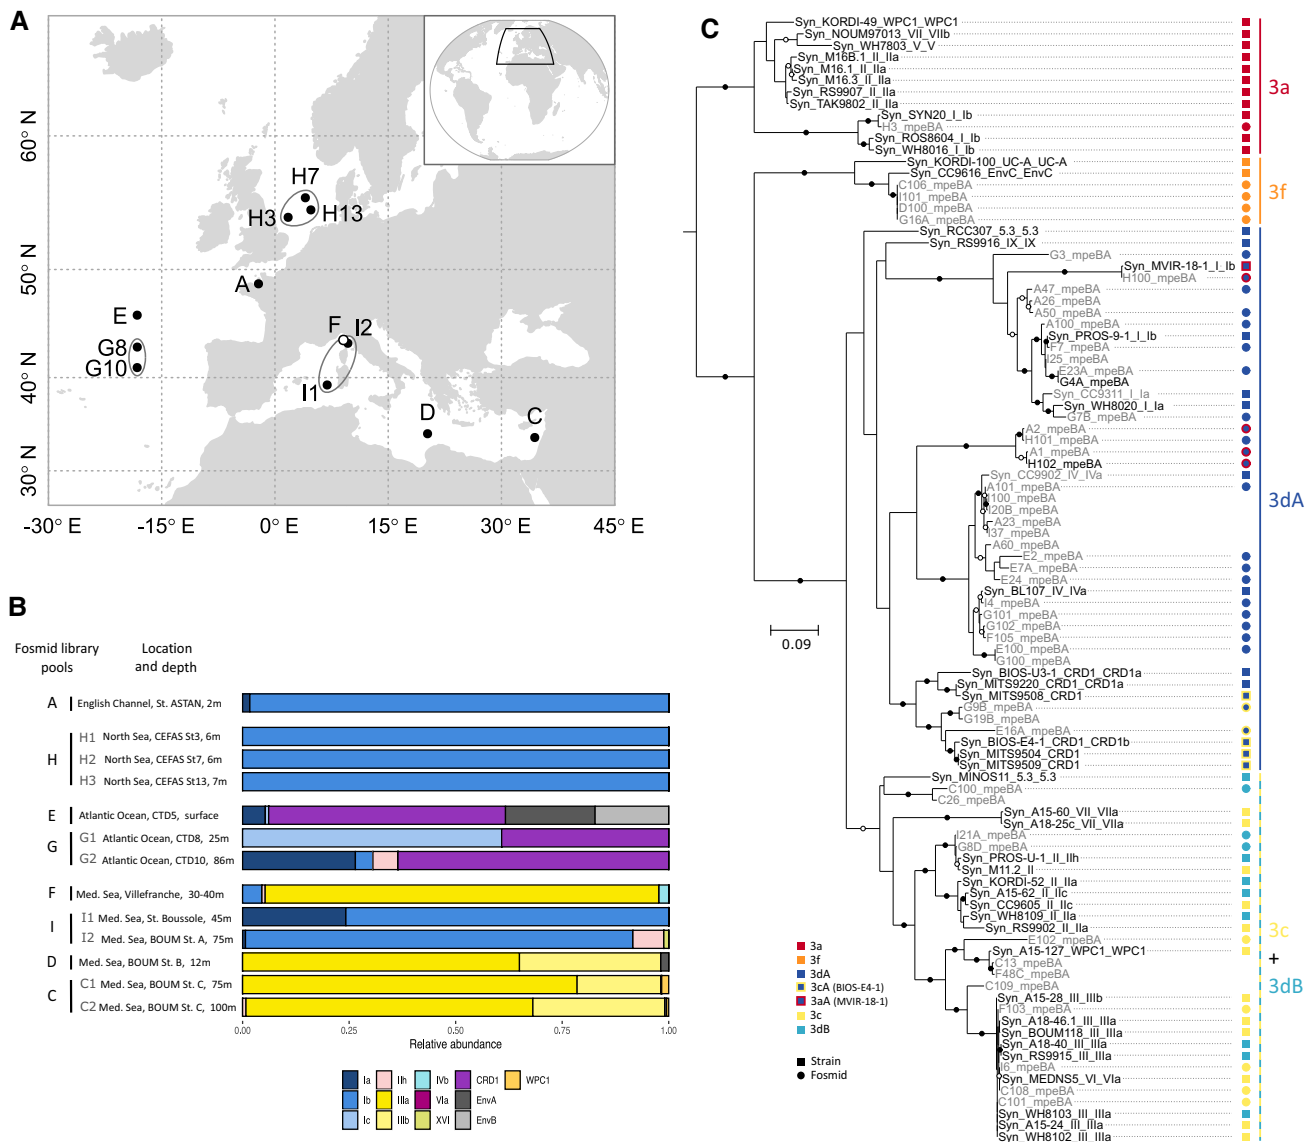 A
60° N
50° N
40° N
30° N
-30° E
-15° E
0° E
15° E
30° E
45° E
H7
H3
H13
A
E
G8
G10
F
I2
I1
D
C
B
Fosmid library pools
Location and depth
A English Channel, St. ASTAN, 2m
H
H1 North Sea, CEFAS St3, 6m
H2 North Sea, CEFAS St7, 6m
H3 North Sea, CEFAS St13, 7m
E Atlantic Ocean, CTD5, surface
G
G1 Atlantic Ocean, CTD8, 25m
G2 Atlantic Ocean, CTD10, 86m
F Med. Sea, Villefranche, 30-40m
I
I1 Med. Sea, St. Boussole, 45m
I2 Med. Sea, BOUM St. A, 75m
D Med. Sea, BOUM St. B, 12m
C
C1 Med. Sea, BOUM St. C, 75m
C2 Med. Sea, BOUM St. C, 100m
0.00 0.25 0.50 0.75 1.00
Relative abundance
Ia IIh IVb CRD1 WPC1
Ib IIIa VIa EnvA
Ic IIIb XVI EnvB
C
Syn_KORDI-49_WPC1_WPC1
Syn_NOUM97013_VII_VIIb
Syn_WH7803_V_V
Syn_M16B.1_II_IIa
Syn_M16.1_II_IIa
Syn_M16.3_II_IIa
Syn_RS9907_II_IIa
Syn_TAK9802_II_IIa
Syn_SYN20_I_Ib
H3_mpeBA
Syn_ROS8604_I_Ib
Syn_WH8016_I_Ib
3a
Syn_KORDI-100_UC-A_UC-A
Syn_CC9616_EnvC_EnvC
C106_mpeBA
I101_mpeBA
D100_mpeBA
G16A_mpeBA
3f
Syn_RCC307_5.3_5.3
Syn_RS9916_IX_IX
G3_mpeBA
Syn_MVIR-18-1_I_Ib
H100_mpeBA
A47_mpeBA
A26_mpeBA
A50_mpeBA
A100_mpeBA
Syn_PROS-9-1_I_Ib
F7_mpeBA
I25_mpeBA
E23A_mpeBA
G4A_mpeBA
Syn_CC9311_I_Ia
Syn_WH8020_I_Ia
G7B_mpeBA
A2_mpeBA
H101_mpeBA
A1_mpeBA
H102_mpeBA
Syn_CC9902_IV_IVa
A101_mpeBA
I100_mpeBA
I20B_mpeBA
A23_mpeBA
I37_mpeBA
A60_mpeBA
E2_mpeBA
E7A_mpeBA
E24_mpeBA
Syn_BL107_IV_IVa
I4_mpeBA
G101_mpeBA
G102_mpeBA
F105_mpeBA
E100_mpeBA
G100_mpeBA
Syn_BIOS-U3-1_CRD1_CRD1a
Syn_MITS9220_CRD1_CRD1a
Syn_MITS9508_CRD1
G9B_mpeBA
G19B_mpeBA
E16A_mpeBA
Syn_BIOS-E4-1_CRD1_CRD1b
Syn_MITS9504_CRD1
Syn_MITS9509_CRD1
3dA
0.09
Syn_MINOS11_5.3_5.3
C100_mpeBA
C26_mpeBA
Syn_A15-60_VII_VIIa
Syn_A18-25c_VII_VIIa
I21A_mpeBA
G8D_mpeBA
Syn_PROS-U-1_II_IIh
Syn_M11.2_II
Syn_KORDI-52_II_IIa
Syn_A15-62_II_IIc
Syn_CC9605_II_IIc
Syn_WH8109_II_IIa
Syn_RS9902_II_IIa
E102_mpeBA
Syn_A15-127_WPC1_WPC1
C13_mpeBA
F48C_mpeBA
C109_mpeBA
Syn_A15-28_III_IIIb
F103_mpeBA
Syn_A18-46.1_III_IIIa
Syn_BOUM118_III_IIIa
Syn_A18-40_III_IIIa
Syn_RS9915_III_IIIa
I6_mpeBA
Syn_MEDNS5_VI_VIa
C108_mpeBA
C101_mpeBA
Syn_WH8103_III_IIIa
Syn_A15-24_III_IIIa
Syn_WH8102_III_IIIa
3c
+
3dB
3a
3f
3dA
3cA (BIOS-E4-1)
3aA (MVIR-18-1)
3c
3dB
Strain
Fosmid